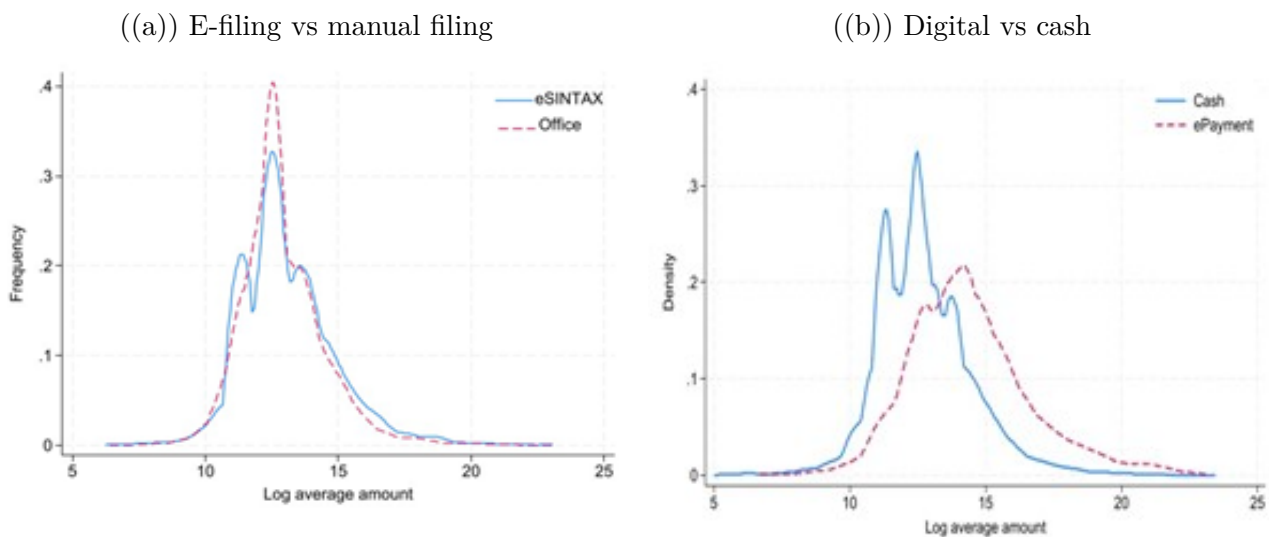 ((a)) E-filing vs manual filing
.4
.3
.2
.1
0
Frequency
5 10 15 20 25
Log average amount
eSINTAX
Office
((b)) Digital vs cash
.4
.3
.2
.1
0
Density
5 10 15 20 25
Log average amount
Cash
ePayment